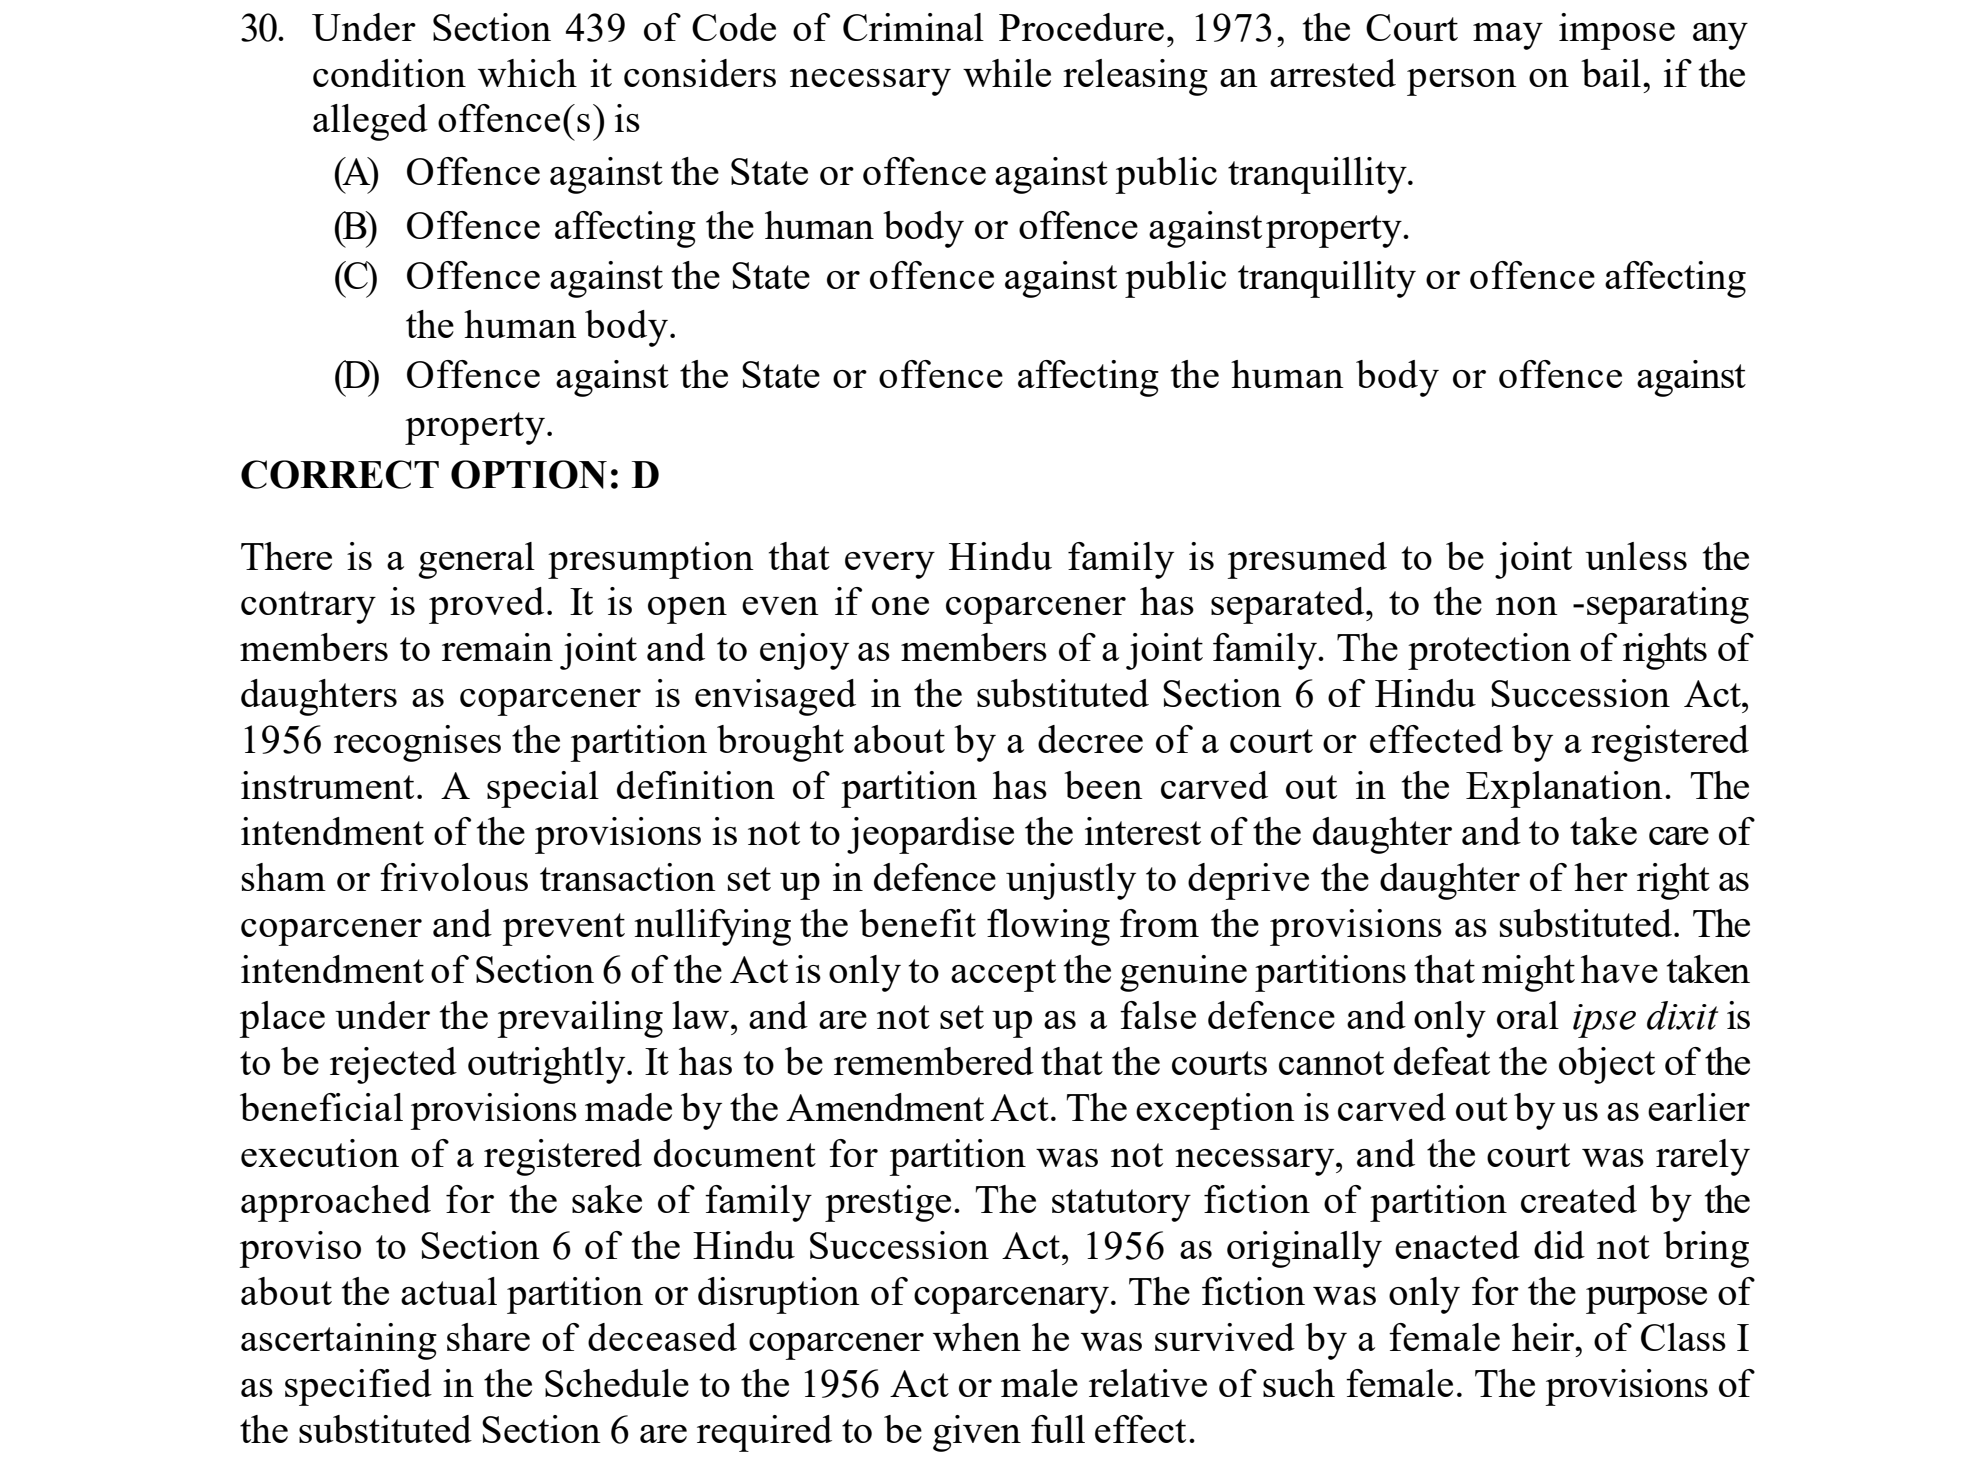 30. Under Section 439 of Code of Criminal Procedure, 1973, the Court may impose any
condition which it considers necessary while releasing an arrested person on bail, if the
alleged offence(s) is
(A) Offence against the State or offence against public tranquillity.
(B) Offence affecting the human body or offence against property.
(C) Offence against the State or offence against public tranquillity or offence affecting
the human body.
(D) Offence against the State or offence affecting the human body or offence against
property.
CORRECT OPTION: D
There is a general presumption that every Hindu family is presumed to be joint unless the
contrary is proved. It is open even if one coparcener has separated, to the non -separating
members to remain joint and to enjoy as members of a joint family. The protection of rights of
daughters as coparcener is envisaged in the substituted Section 6 of Hindu Succession Act,
1956 recognises the partition brought about by a decree of a court or effected by a registered
instrument. A special definition of partition has been carved out in the Explanation. The
intendment of the provisions is not to jeopardise the interest of the daughter and to take care of
sham or frivolous transaction set up in defence unjustly to deprive the daughter of her right as
coparcener and prevent nullifying the benefit flowing from the provisions as substituted. The
intendment of Section 6 of the Act is only to accept the genuine partitions that might have taken
place under the prevailing law, and are not set up as a false defence and only oral ipse dixit is
to be rejected outrightly. It has to be remembered that the courts cannot defeat the object of the
beneficial provisions made by the Amendment Act. The exception is carved out by us as earlier
execution of a registered document for partition was not necessary, and the court was rarely
approached for the sake of family prestige. The statutory fiction of partition created by the
proviso to Section 6 of the Hindu Succession Act, 1956 as originally enacted did not bring
about the actual partition or disruption of coparcenary. The fiction was only for the purpose of
ascertaining share of deceased coparcener when he was survived by a female heir, of Class I
as specified in the Schedule to the 1956 Act or male relative of such female. The provisions of
the substituted Section 6 are required to be given full effect.